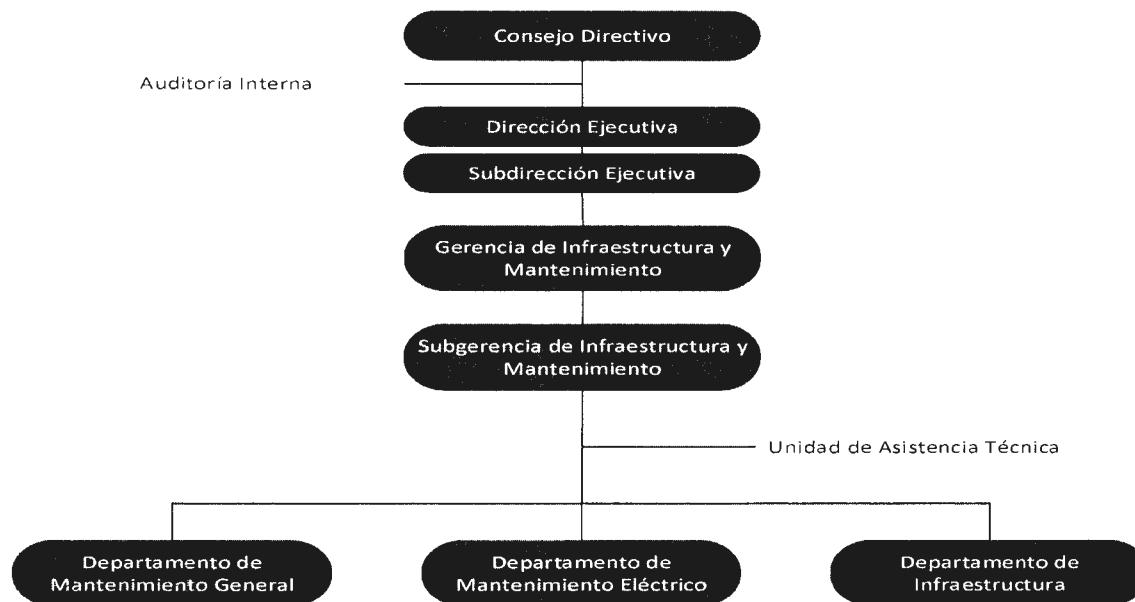 Consejo Directivo
Auditoría Interna
Dirección Ejecutiva
Subdirección Ejecutiva
Gerencia de Infraestructura y
Mantenimiento
Subgerencia de Infraestructura y
Mantenimiento
Unidad de Asistencia Técnica
Departamento de
Mantenimiento General
Departamento de
Mantenimiento Eléctrico
Departamento de
Infraestructura